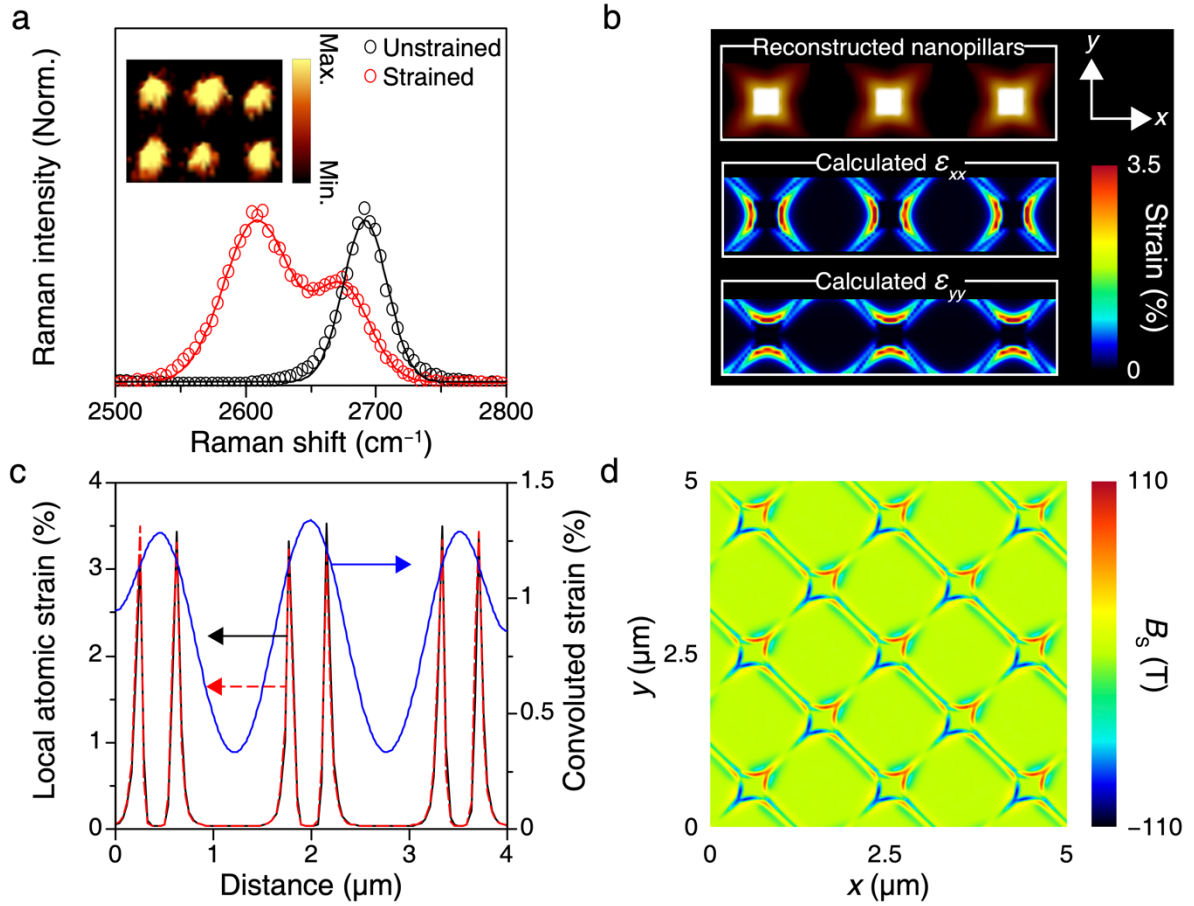 a
Unstrained
Strained
Max.
Min.
Raman intensity (Norm.)
2500
2600
2700
2800
Raman shift (cm⁻¹)
b
Reconstructed nanopillars
y
x
Calculated εxx
Calculated εyy
3.5
0
Strain (%)
c
4
3
2
1
0
Local atomic strain (%)
1.5
1
0.5
0
Convoluted strain (%)
0
1
2
3
4
Distance (µm)
d
5
2.5
0
y (µm)
0
2.5
5
x (µm)
110
−110
Bs (T)